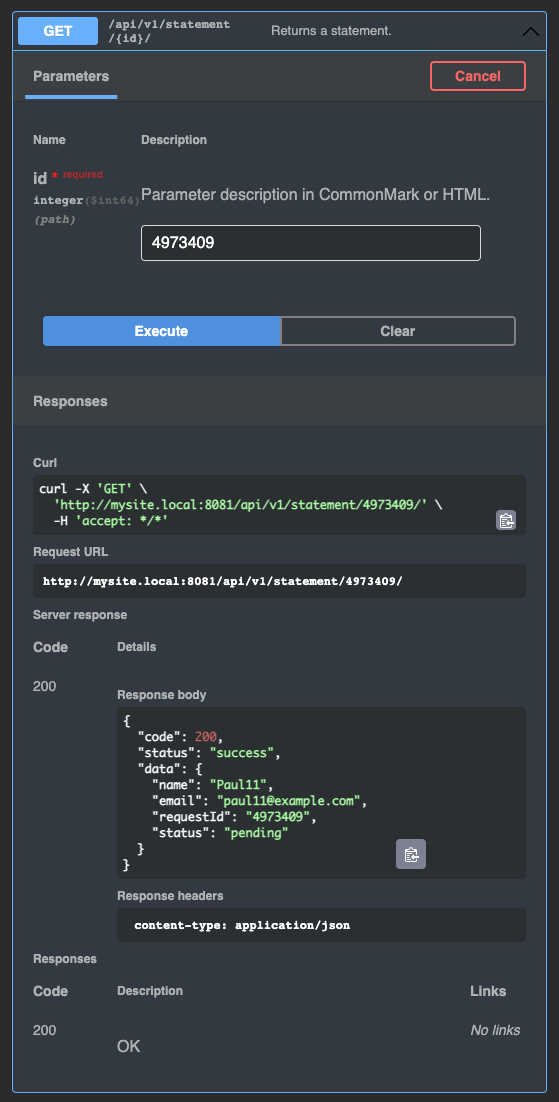 GET
/api/v1/statement
/{id}/
Returns a statement.
Parameters
Cancel
Name Description
id * required
integer($int64)
(path)
Parameter description in CommonMark or HTML.
4973409
Execute
Clear
Responses
Curl
curl -X 'GET' \
'http://mysite.local:8081/api/v1/statement/4973409/' \
-H 'accept: */*'
Request URL
http://mysite.local:8081/api/v1/statement/4973409/
Server response
Code Details
200
Response body
{
"code": 200,
"status": "success",
"data": {
"name": "Paul11",
"email": "paul11@example.com",
"requestId": "4973409",
"status": "pending"
}
}
Response headers
content-type: application/json
Responses
Code Description Links
200
OK
No links